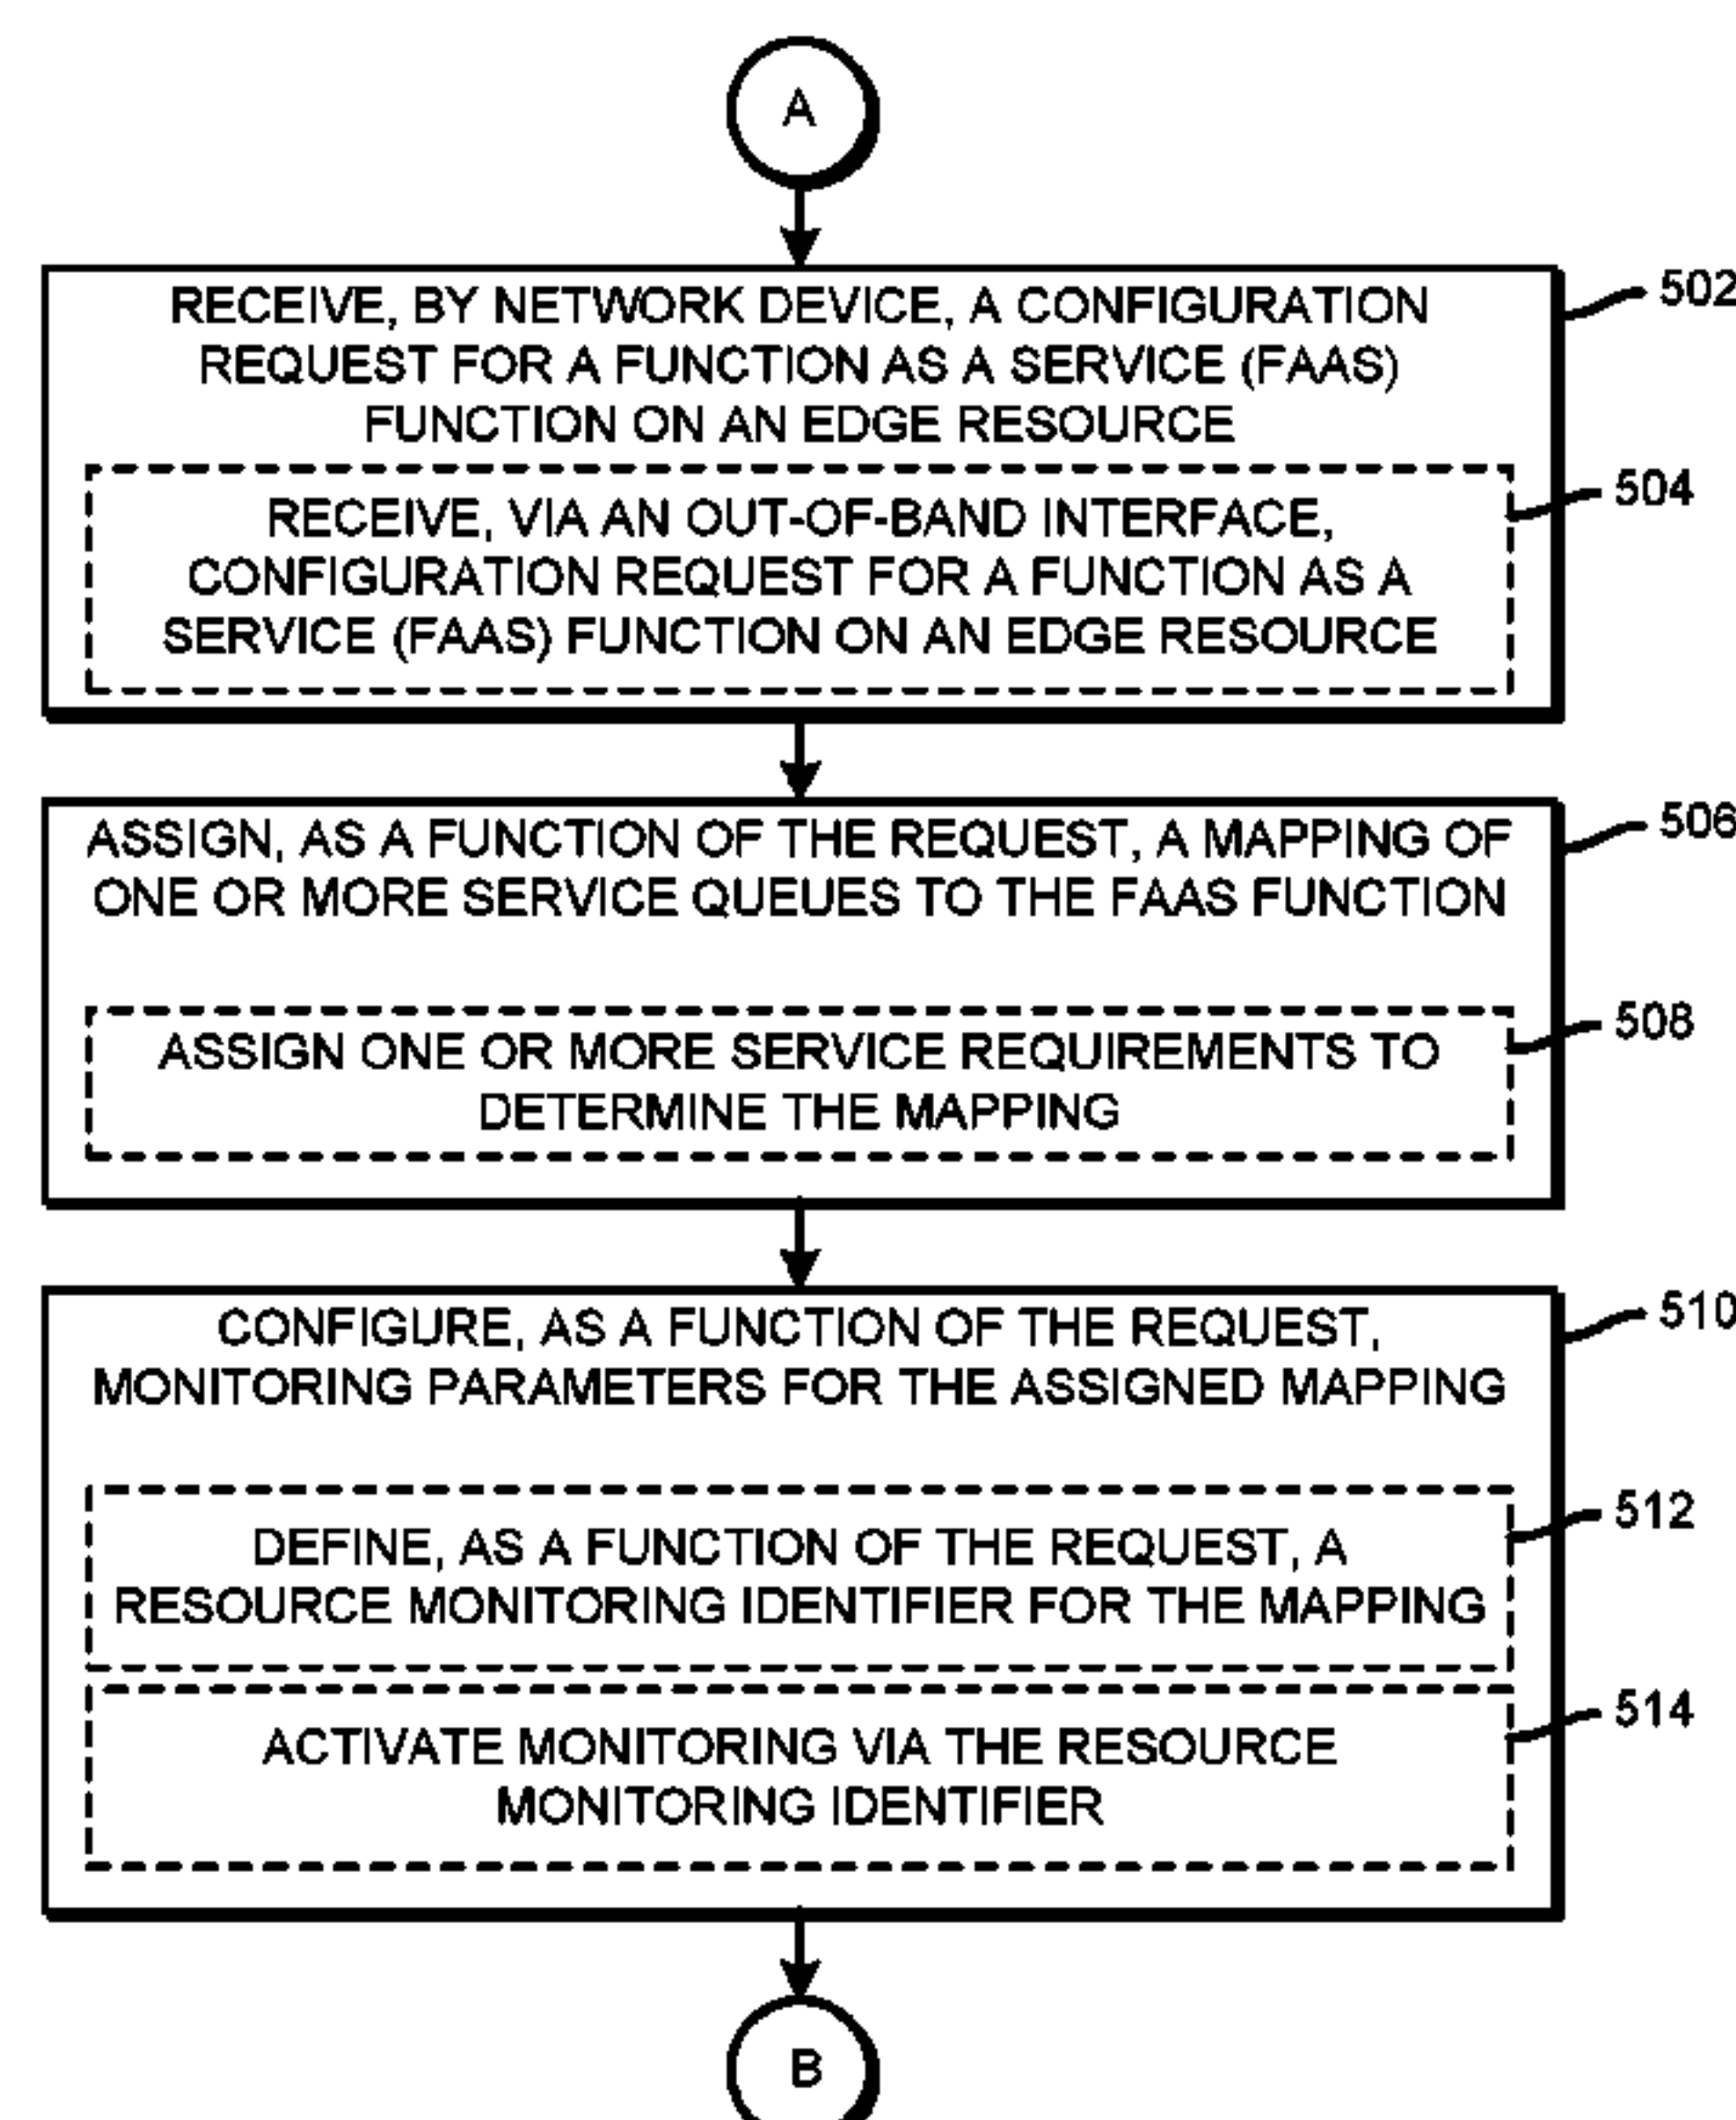 A
RECEIVE, BY NETWORK DEVICE, A CONFIGURATION
REQUEST FOR A FUNCTION AS A SERVICE (FAAS)
FUNCTION ON AN EDGE RESOURCE
502
RECEIVE, VIA AN OUT-OF-BAND INTERFACE,
CONFIGURATION REQUEST FOR A FUNCTION AS A
SERVICE (FAAS) FUNCTION ON AN EDGE RESOURCE
504
ASSIGN, AS A FUNCTION OF THE REQUEST, A MAPPING OF
ONE OR MORE SERVICE QUEUES TO THE FAAS FUNCTION
506
ASSIGN ONE OR MORE SERVICE REQUIREMENTS TO
DETERMINE THE MAPPING
508
CONFIGURE, AS A FUNCTION OF THE REQUEST,
MONITORING PARAMETERS FOR THE ASSIGNED MAPPING
510
DEFINE, AS A FUNCTION OF THE REQUEST, A
RESOURCE MONITORING IDENTIFIER FOR THE MAPPING
512
ACTIVATE MONITORING VIA THE RESOURCE
MONITORING IDENTIFIER
514
B